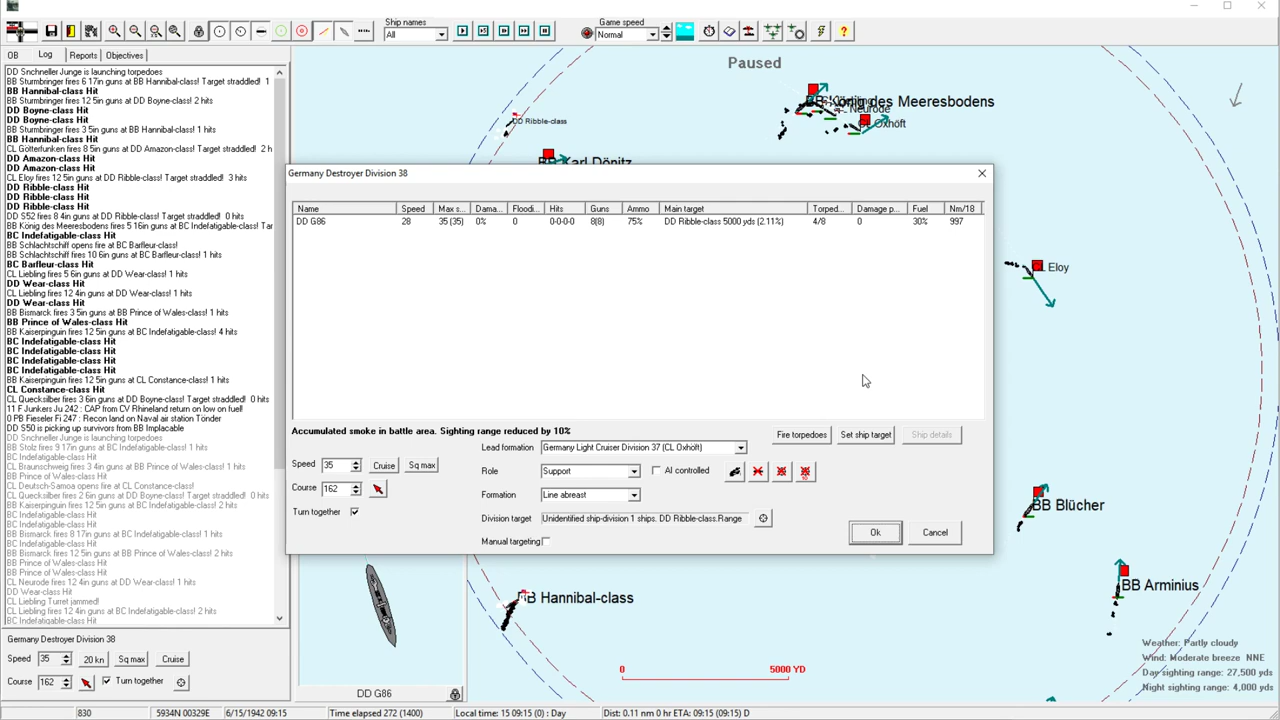 Ship names
Game speed
All
Normal
OB
Log
Reports
Objectives
DD Snchneller Junge is launching torpedoes
BB Sturmbringer fires 6 17in guns at BB Hannibal-class! Target straddled! 1
BB Hannibal-class Hit
BB Sturmbringer fires 12 5in guns at DD Boyne-class! 2 hits
DD Boyne-class Hit
DD Boyne-class Hit
BB Sturmbringer fires 3 5in guns at BB Hannibal-class! 1 hits
BB Hannibal-class Hit
CL Götterfunken fires 8 5in guns at DD Amazon-class! Target straddled! 2 h
DD Amazon-class Hit
DD Amazon-class Hit
CL Eloy fires 12 5in guns at DD Ribble-class! Target straddled! 3 hits
DD Ribble-class Hit
DD Ribble-class Hit
DD Ribble-class Hit
DD S52 fires 8 4in guns at DD Ribble-class! Target straddled! 0 hits
BB König des Meeresbodens fires 5 16in guns at BC Indefatigable-class! Tar
BC Indefatigable-class Hit
BB Schlachtschiff opens fire at BC Barfleur-class!
BB Schlachtschiff fires 10 6in guns at BC Barfleur-class! 1 hits
BC Barfleur-class Hit
CL Liebling fires 5 6in guns at DD Wear-class! 1 hits
DD Wear-class Hit
CL Liebling fires 12 4in guns at DD Wear-class! 1 hits
DD Wear-class Hit
BB Bismarck fires 3 5in guns at BB Prince of Wales-class! 1 hits
BB Prince of Wales-class Hit
BB Kaiserpinguin fires 12 5in guns at BC Indefatigable-class! 4 hits
BC Indefatigable-class Hit
BC Indefatigable-class Hit
BC Indefatigable-class Hit
BC Indefatigable-class Hit
BB Kaiserpinguin fires 12 5in guns at CL Constance-class! 1 hits
CL Constance-class Hit
CL Quecksilber fires 3 6in guns at DD Boyne-class! Target straddled! 0 hits
11 F Junkers Ju 242 : CAP from CV Rhineland return on low on fuel!
0 PB Fieseler Fi 247 : Recon land on Naval air station Tönder
DD S50 is picking up survivors from BB Implacable
DD Snchneller Junge is launching torpedoes
BB Stolz fires 9 17in guns at BB Prince of Wales-class! 1 hits
BB Prince of Wales-class Hit
CL Braunschweig fires 3 4in guns at BB Prince of Wales-class! 1 hits
BB Prince of Wales-class Hit
CL Deutsch-Samoa opens fire at CL Constance-class!
CL Quecksilber fires 2 6in guns at DD Boyne-class! Target straddled! 0 hits
BB Kaiserpinguin fires 12 5in guns at BC Indefatigable-class! 2 hits
BC Indefatigable-class Hit
BC Indefatigable-class Hit
BB Bismarck fires 8 17in guns at BB Prince of Wales-class! 1 hits
BC Indefatigable-class Hit
BB Bismarck fires 12 5in guns at BB Prince of Wales-class! 2 hits
BB Prince of Wales-class Hit
BB Prince of Wales-class Hit
CL Neurode fires 12 4in guns at DD Wear-class! 1 hits
DD Wear-class Hit
CL Liebling Turret jammed!
CL Liebling fires 12 4in guns at BC Indefatigable-class! 2 hits
BC Indefatigable-class Hit
Germany Destroyer Division 38
Speed
35
20 kn
Sq max
Cruise
Course
162
Turn together
Paused
BB König des Meeresbodens
Neurode
CL Oxhöft
DD Ribble-class
BB Karl Dönitz
CL Eloy
BB Blücher
BB Arminius
BB Hannibal-class
Germany Destroyer Division 38
Name
Speed
Max s...
Dama...
Floodi...
Hits
Guns
Ammo
Main target
Torped...
Damage p...
Fuel
Nm/18
DD G86
28
35 (35)
0%
0
0-0-0-0
8(8)
75%
DD Ribble-class 5000 yds (2.11%)
4/8
0
30%
997
Accumulated smoke in battle area. Sighting range reduced by 10%
Fire torpedoes
Set ship target
Ship details
Lead formation
Germany Light Cruiser Division 37 (CL Oxhöft)
Speed
35
Cruise
Sq max
Role
Support
AI controlled
Course
162
Formation
Line abreast
Turn together
Division target
Unidentified ship-division 1 ships. DD Ribble-class.Range
Manual targeting
Ok
Cancel
0
5000 YD
Weather: Partly cloudy
Wind: Moderate breeze NNE
Day sighting range: 27,500 yds
Night sighting range: 4,000 yds
DD G86
830
5934N 00329E
6/15/1942 09:15
Time elapsed 272 (1400)
Local time: 15 09:15 (0) : Day
Dist: 0.11 nm 0 hr ETA: 09:15 (09:15) D